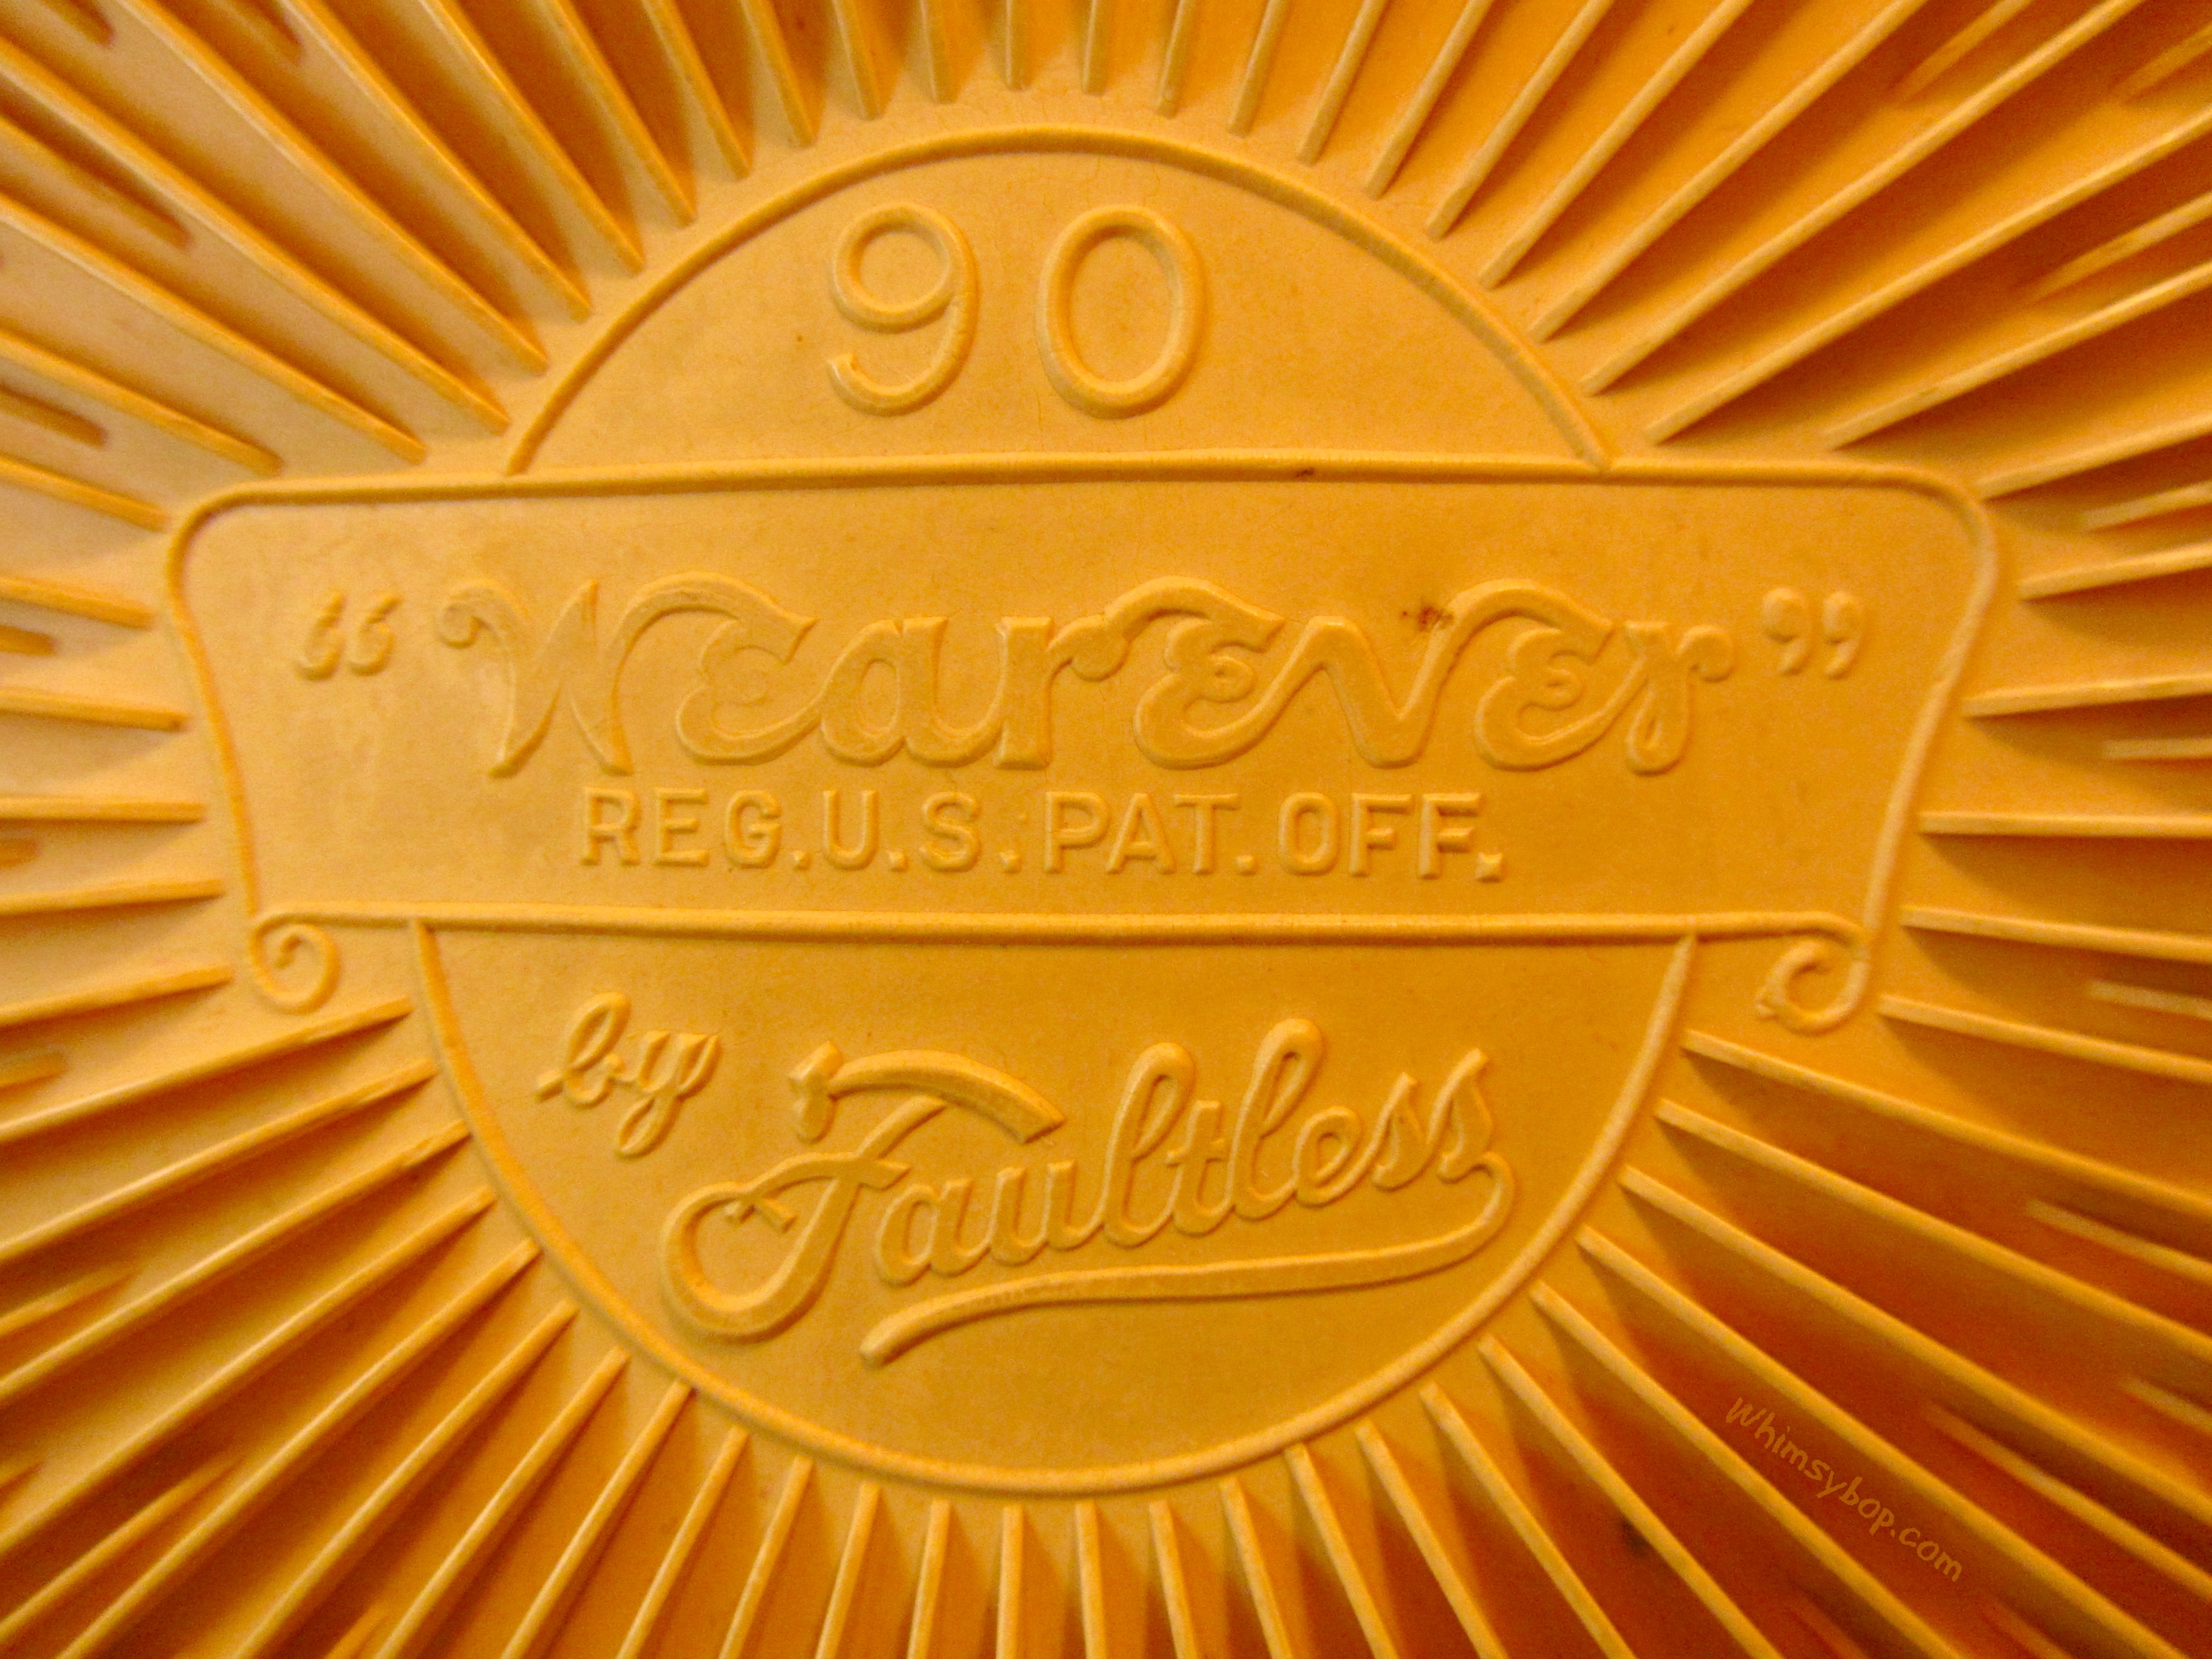 90
“WearEver”
REG.U.S.PAT.OFF.
by Faultless
Whimsybop.com